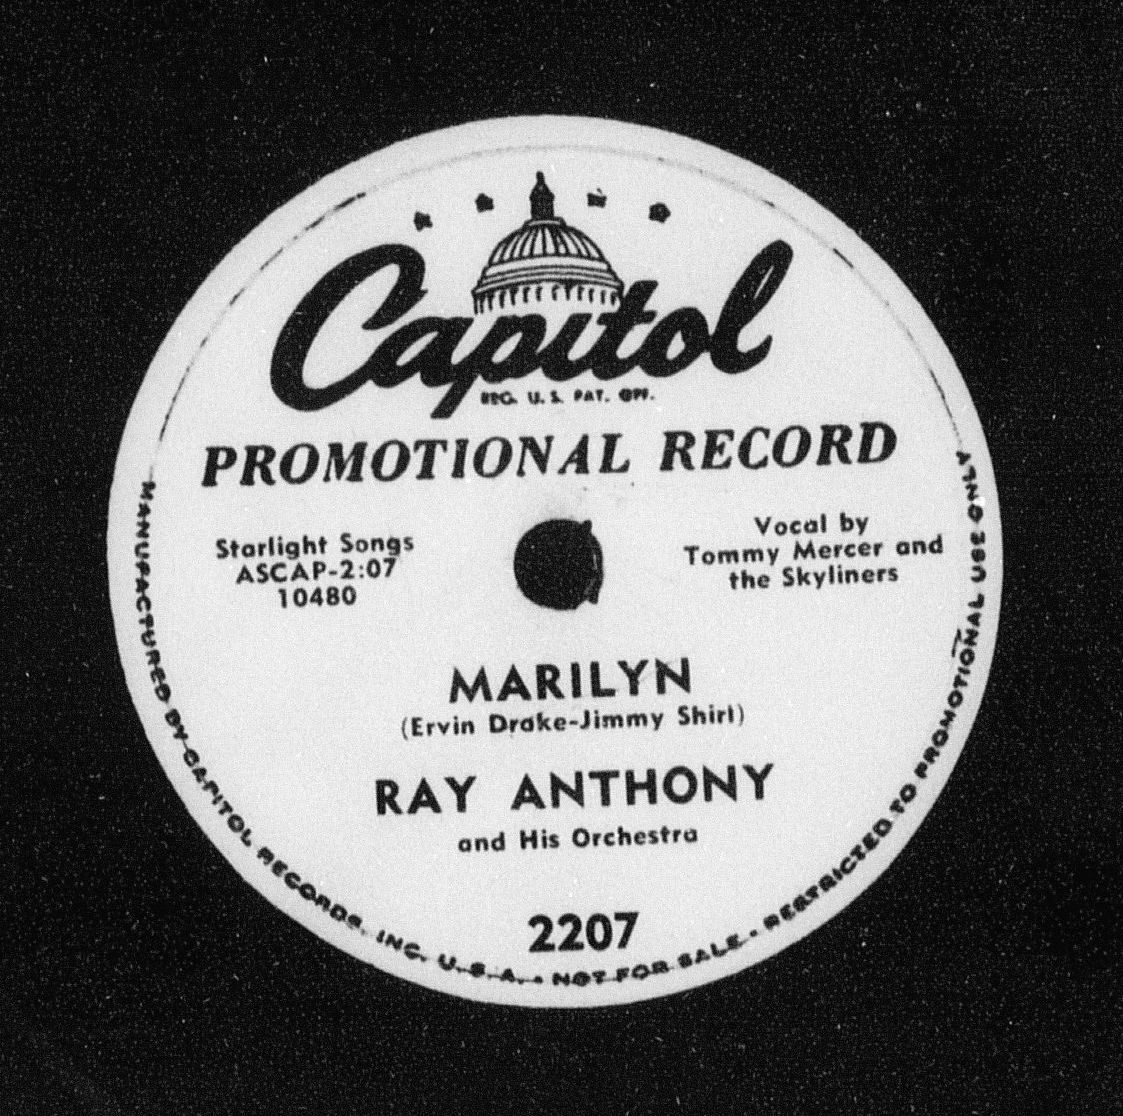 Capitol
REG. U. S. PAT. OFF.
PROMOTIONAL RECORD
Starlight Songs
ASCAP-2:07
10480
Vocal by
Tommy Mercer and
the Skyliners
MARILYN
(Ervin Drake-Jimmy Shirl)
RAY ANTHONY
and His Orchestra
2207
MANUFACTURED BY CAPITOL RECORDS, INC. U.S.A. • NOT FOR SALE • RESTRICTED TO PROMOTIONAL USE ONLY